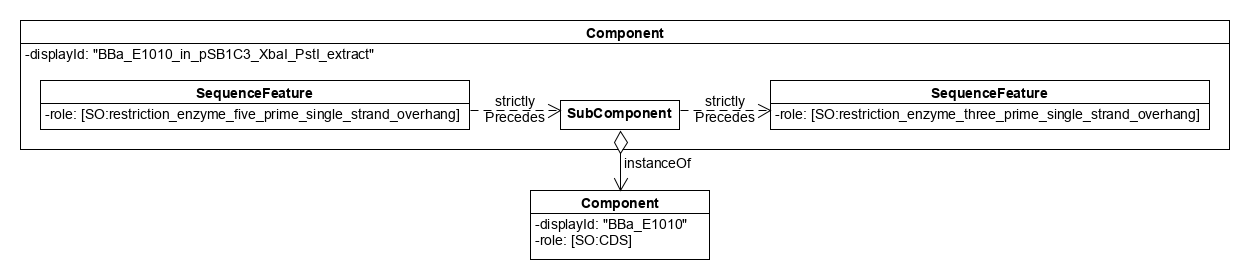 Component
-displayId: "BBa_E1010_in_pSB1C3_XbaI_PstI_extract"
SequenceFeature
-role: [SO:restriction_enzyme_five_prime_single_strand_overhang]
strictly
Precedes
SubComponent
strictly
Precedes
SequenceFeature
-role: [SO:restriction_enzyme_three_prime_single_strand_overhang]
instanceOf
Component
-displayId: "BBa_E1010"
-role: [SO:CDS]